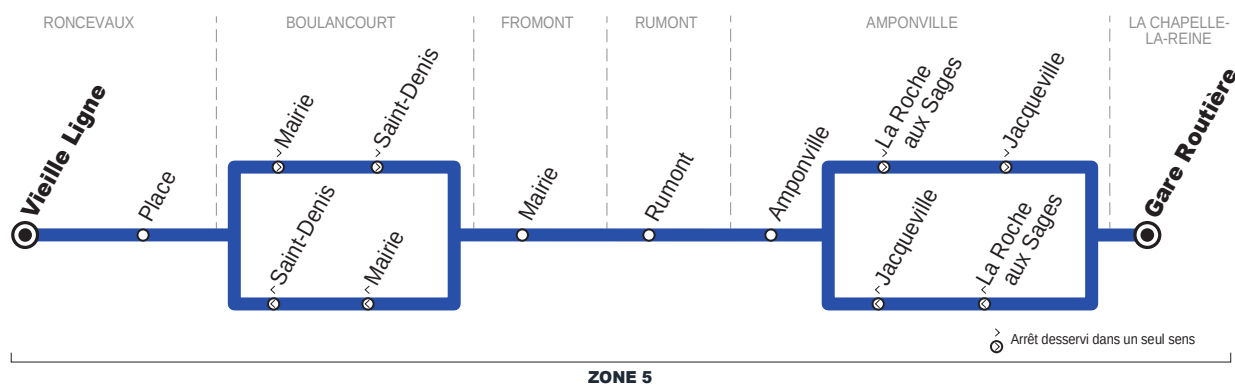 RONCEVAUX
BOULANCOURT
FROMONT
RUMONT
AMPONVILLE
LA CHAPELLE-
LA-REINE
Vieille Ligne
Place
Mairie
Saint-Denis
Saint-Denis
Mairie
Mairie
Rumont
Amponville
La Roche
aux Sages
Jacqueville
Jacqueville
La Roche
aux Sages
Gare Routière
Arrêt desservi dans un seul sens
ZONE 5